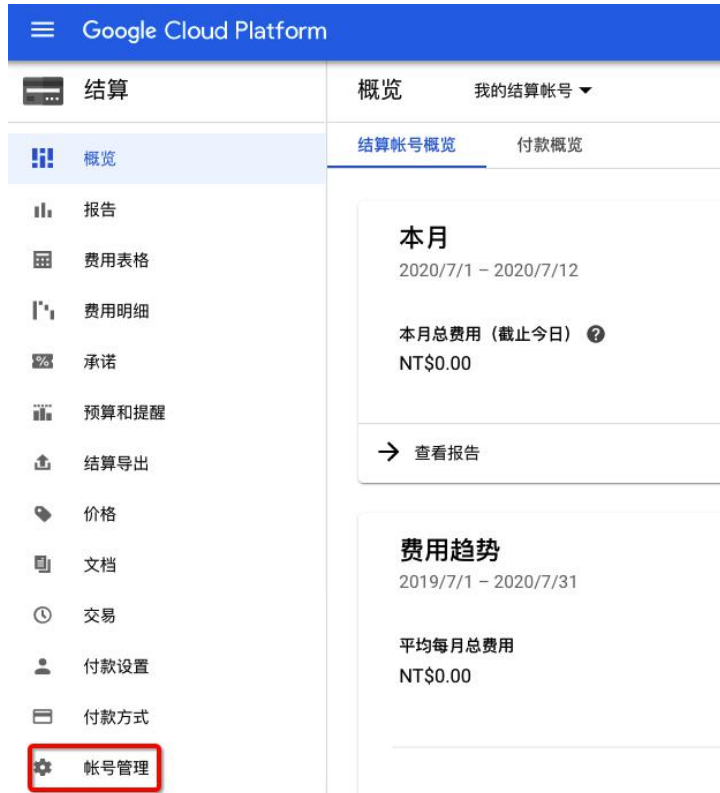 Google Cloud Platform
结算
概览
报告
费用表格
费用明细
承诺
预算和提醒
结算导出
价格
文档
交易
付款设置
付款方式
帐号管理
概览 我的结算帐号
结算帐号概览 付款概览
本月
2020/7/1 – 2020/7/12
本月总费用（截止今日）
NT$0.00
查看报告
费用趋势
2019/7/1 – 2020/7/31
平均每月总费用
NT$0.00